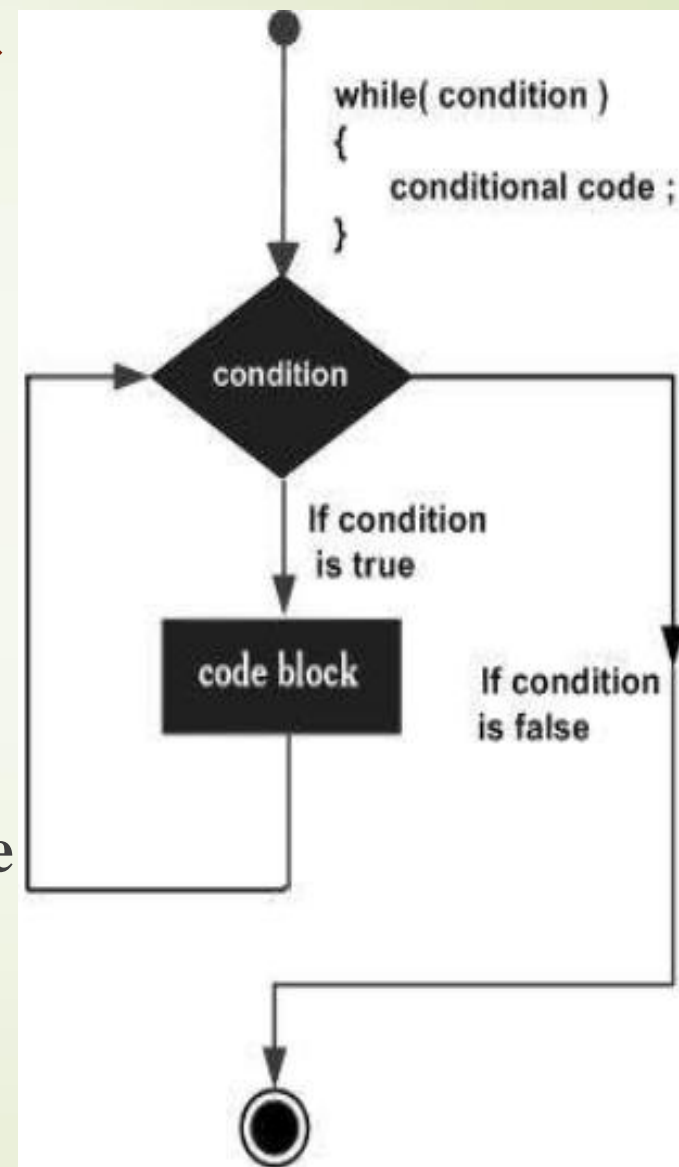 while( condition )
{
conditional code ;
}
condition
If condition
is true
code block
If condition
is false
e